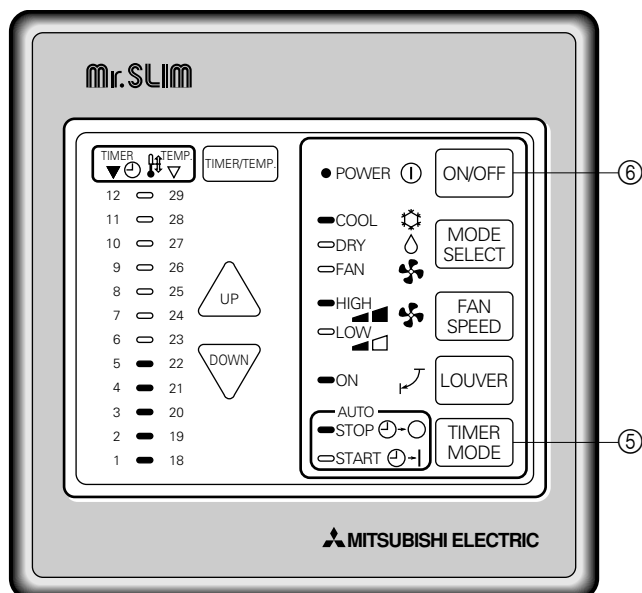 Mr.SLIM
TIMER TEMP.
TIMER/TEMP.
12 29
11 28
10 27
9 26
8 25
7 24
6 23
5 22
4 21
3 20
2 19
1 18
UP
DOWN
POWER ON/OFF
COOL
DRY
FAN
MODE
SELECT
HIGH
LOW
FAN
SPEED
ON LOUVER
AUTO
STOP
START
TIMER
MODE
⑥
⑤
MITSUBISHI ELECTRIC